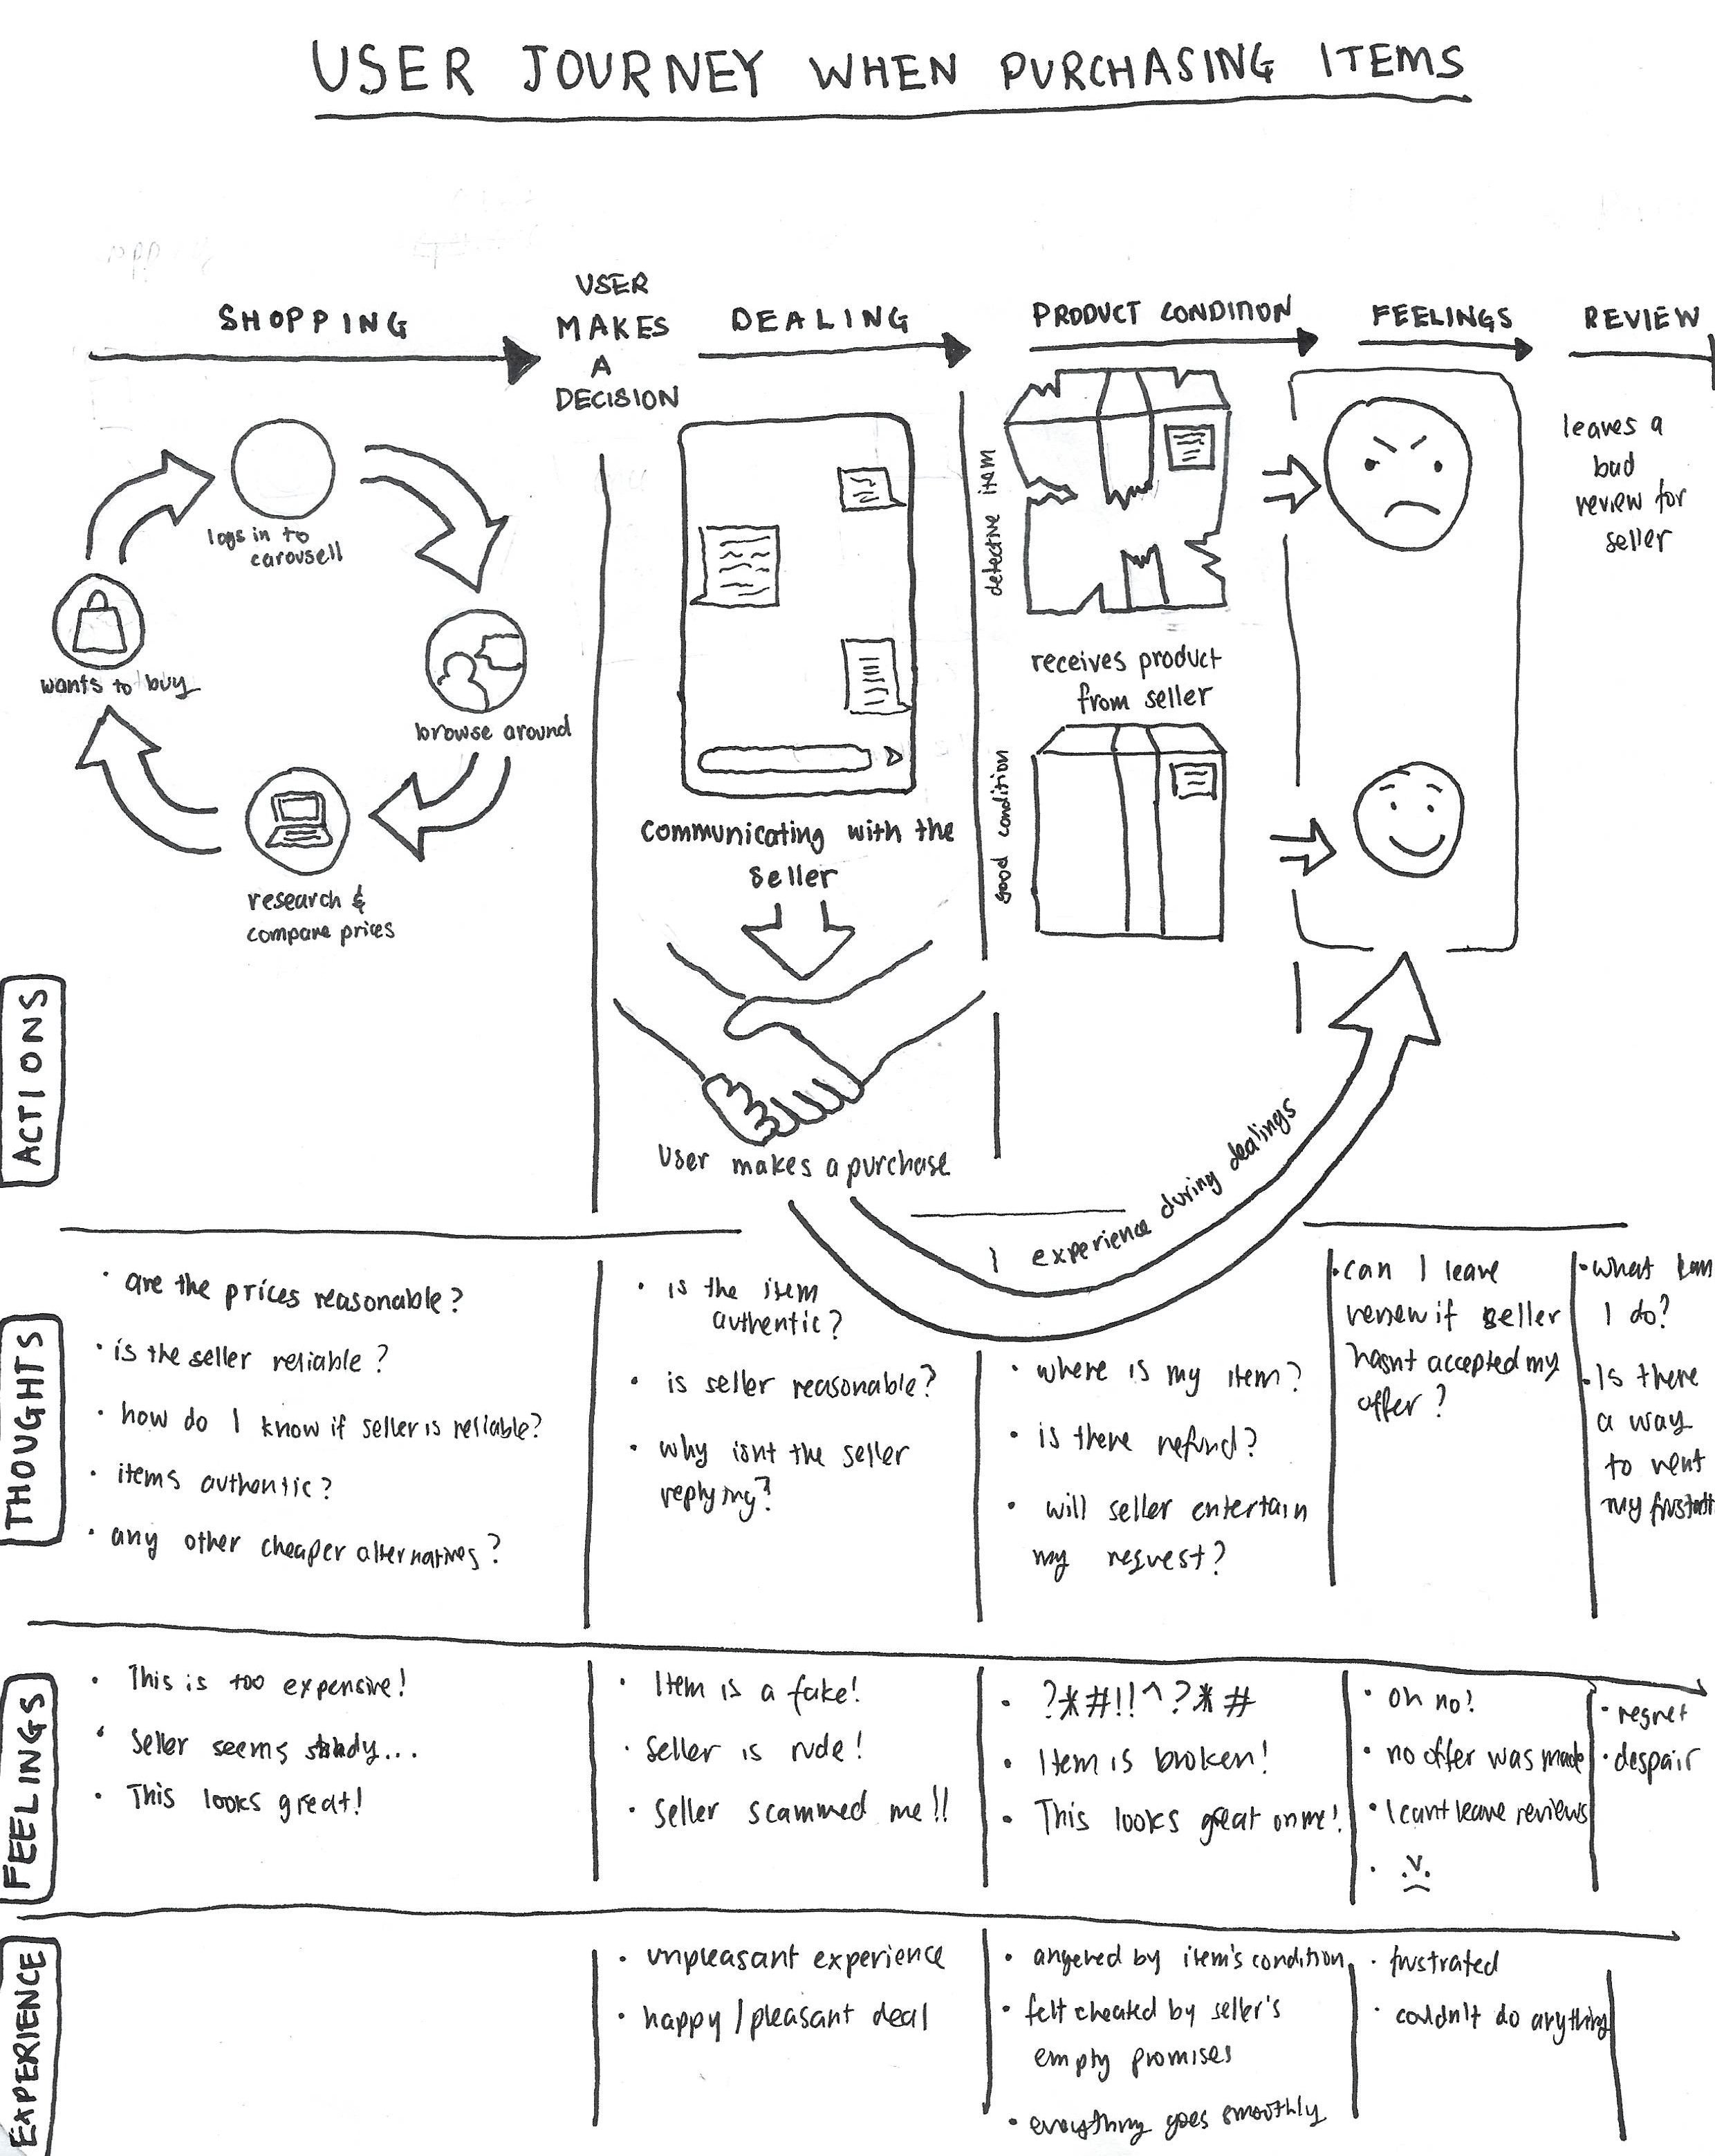 USER JOURNEY WHEN PURCHASING ITEMS
SHOPPING
USER
MAKES
A
DECISION
DEALING
PRODUCT CONDITION
FEELINGS
REVIEW
logs in to
carousell
wants to buy
browse around
research &
compare prices
communicating with the
seller
User makes a purchase
defective item
receives product
from seller
good condition
leaves a
bad
review for
seller
experience during dealings
ACTIONS
THOUGHTS
• are the prices reasonable?
• is the seller reliable?
• how do I know if seller is reliable?
• items authentic?
• any other cheaper alternatives?
• is the item
authentic?
• is seller reasonable?
• why isnt the seller
replying?
• where is my item?
• is there refund?
• will seller entertain
my request?
• can I leave
review if seller
hasnt accepted my
offer?
• what can
I do?
• Is there
a way
to vent
my
FEELINGS
• This is too expensive!
• Seller seems
• This looks great!
• Item is a fake!
• Seller is rude!
• Seller scammed me!!
• ?*#!!^?*#
• Item is broken!
• This looks great on me!
• Oh no!
• no offer was made
• I cant leave reviews
• regret
• despair
EXPERIENCE
• unpleasant experience
• happy/pleasant deal
• angered by item's condition
• felt cheated by seller's
empty promises
• everything goes smoothly
• frustrated
• couldn't do anything